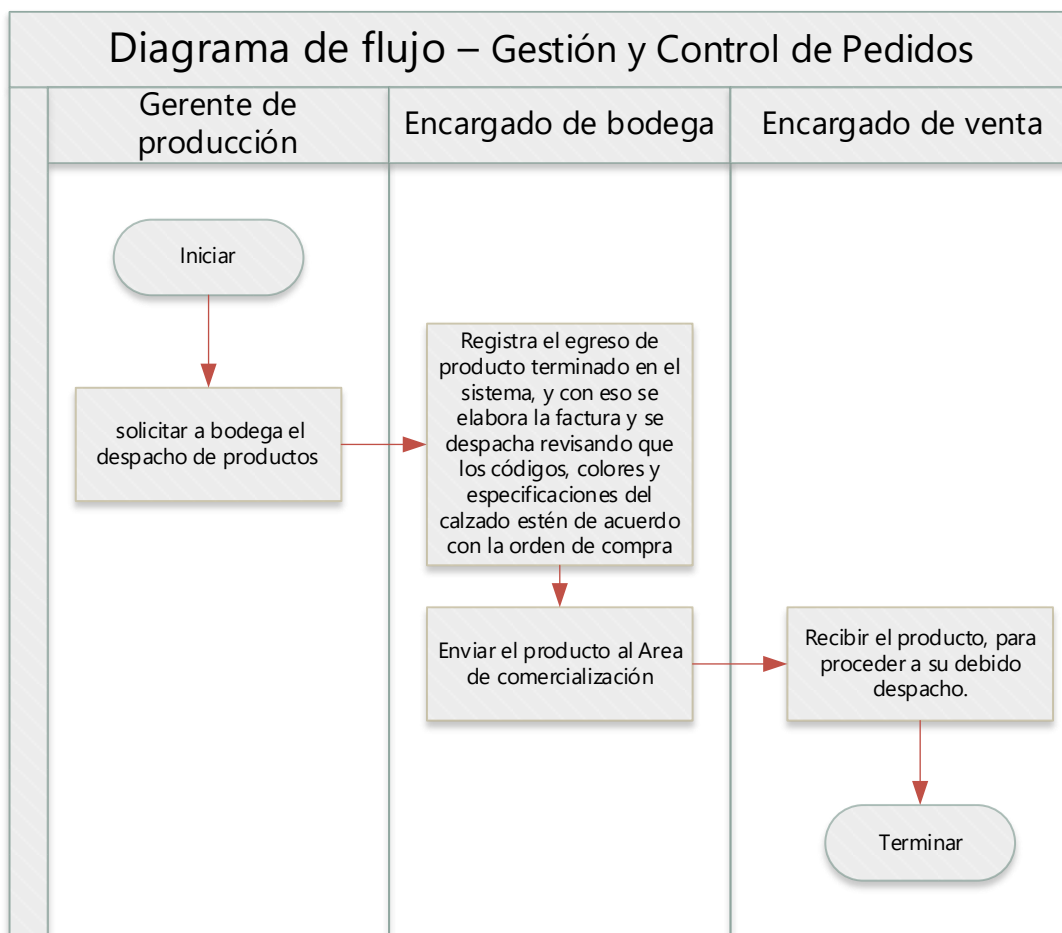 Diagrama de flujo – Gestión y Control de Pedidos
Gerente de
producción
Encargado de bodega
Encargado de venta
Iniciar
solicitar a bodega el
despacho de productos
Registra el egreso de
producto terminado en el
sistema, y con eso se
elabora la factura y se
despacha revisando que
los códigos, colores y
especificaciones del
calzado estén de acuerdo
con la orden de compra
Enviar el producto al Area
de comercialización
Recibir el producto, para
proceder a su debido
despacho.
Terminar